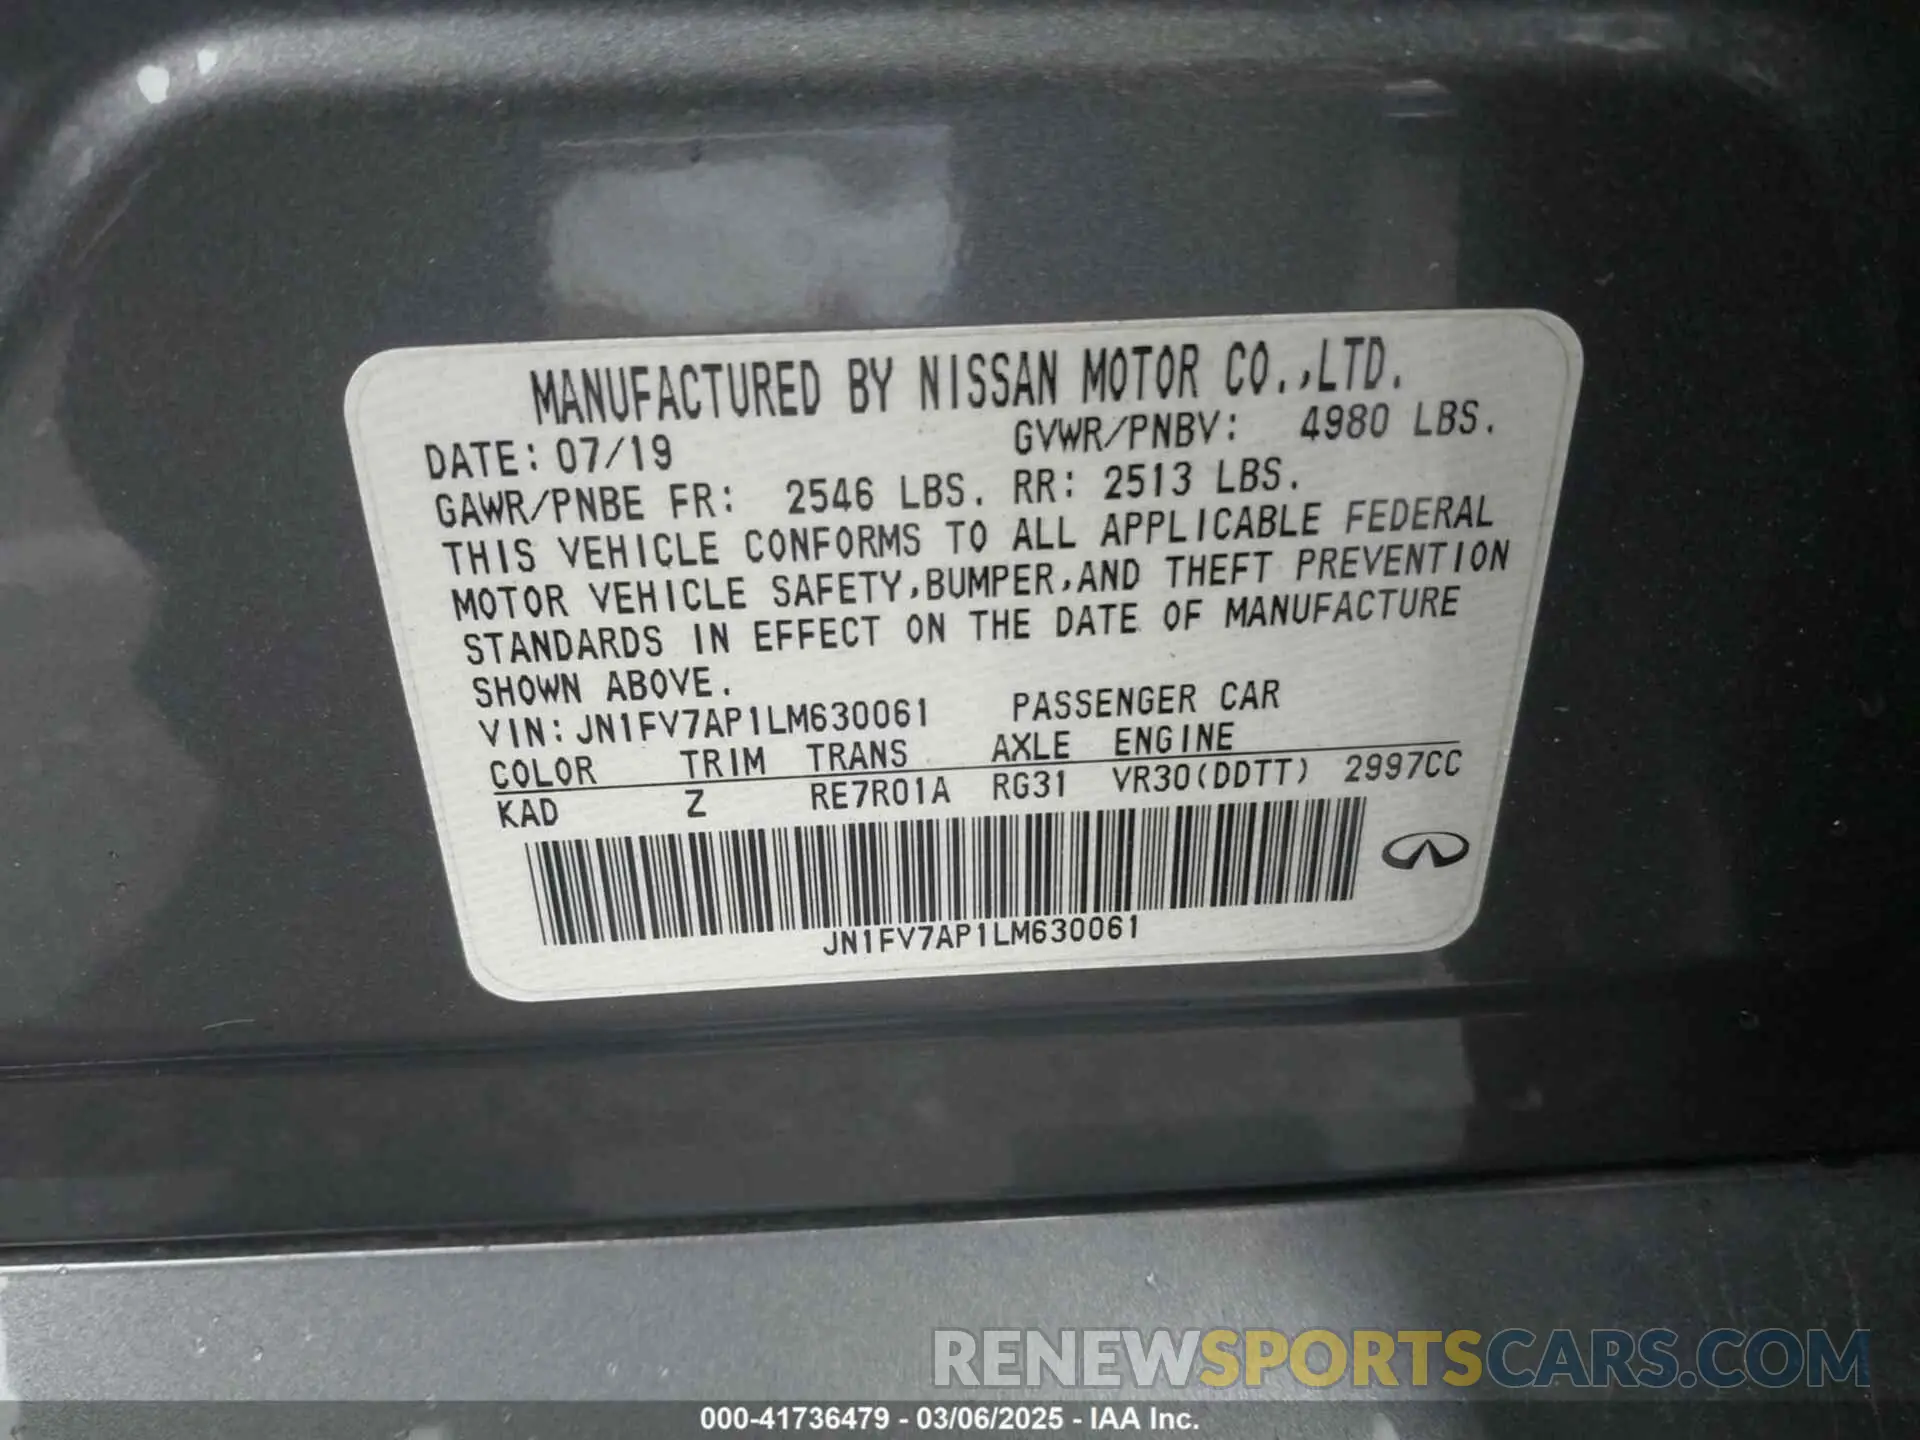 MANUFACTURED BY NISSAN MOTOR CO.,LTD.
DATE: 07/19 GVWR/PNBV: 4980 LBS.
GAWR/PNBE FR: 2546 LBS. RR: 2513 LBS.
THIS VEHICLE CONFORMS TO ALL APPLICABLE FEDERAL
MOTOR VEHICLE SAFETY,BUMPER,AND THEFT PREVENTION
STANDARDS IN EFFECT ON THE DATE OF MANUFACTURE
SHOWN ABOVE.
VIN: JN1FV7AP1LM630061 PASSENGER CAR
COLOR TRIM TRANS AXLE ENGINE
KAD Z RE7R01A RG31 VR30(DDTT) 2997CC
JN1FV7AP1LM630061
RENEWSPORTSCARS.COM
000-41736479 - 03/06/2025 - IAA Inc.